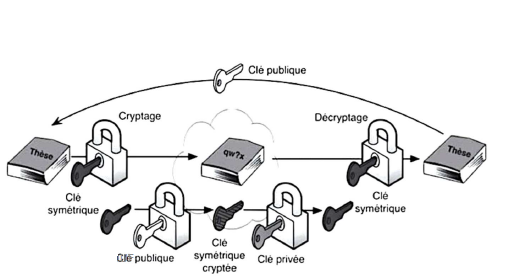 Clé publique
Cryptage
Décryptage
Thèse
qw?x
Thèse
Clé
symétrique
Clé
symétrique
Clé publique
Clé
symétrique
cryptée
Clé privée